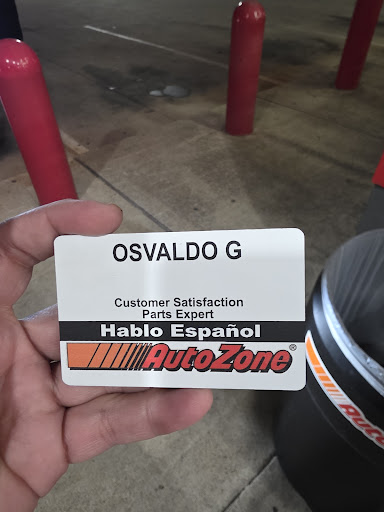 OSVALDO G
Customer Satisfaction
Parts Expert
Hablo Español
AutoZone®